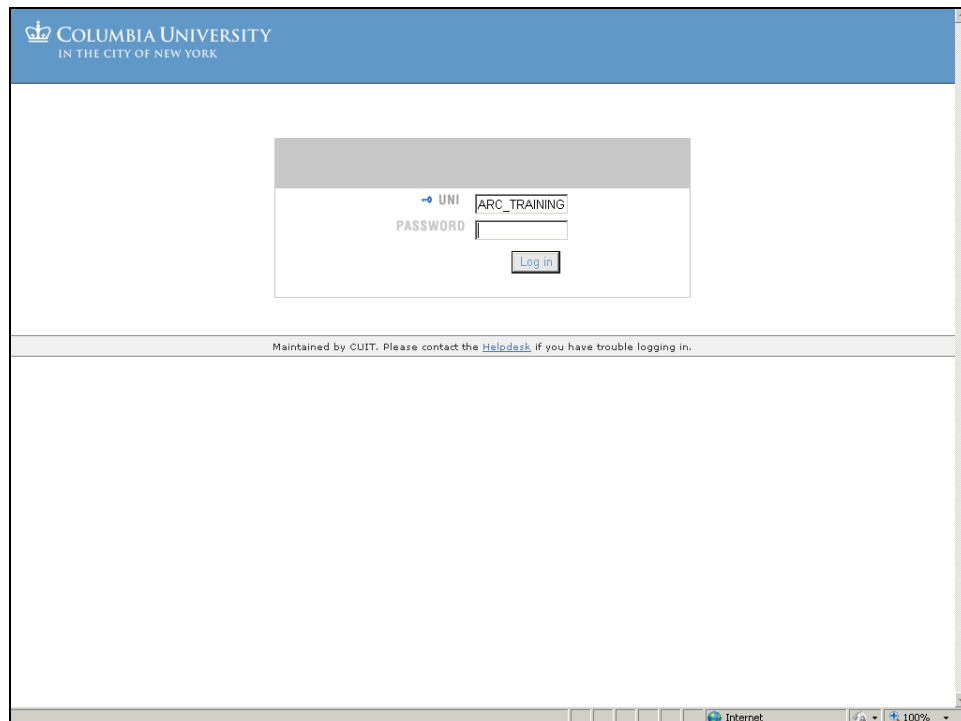 COLUMBIA UNIVERSITY
IN THE CITY OF NEW YORK
UNI ARC_TRAINING
PASSWORD
Log in
Maintained by CUIT. Please contact the Helpdesk if you have trouble logging in.
Internet 100%